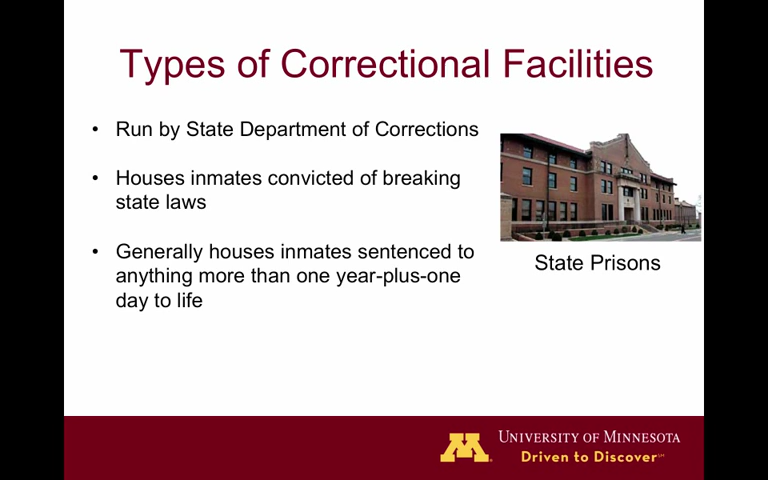 Types of Correctional Facilities
• Run by State Department of Corrections
• Houses inmates convicted of breaking
state laws
• Generally houses inmates sentenced to
anything more than one year-plus-one
day to life
State Prisons
M
UNIVERSITY OF MINNESOTA
Driven to Discover℠